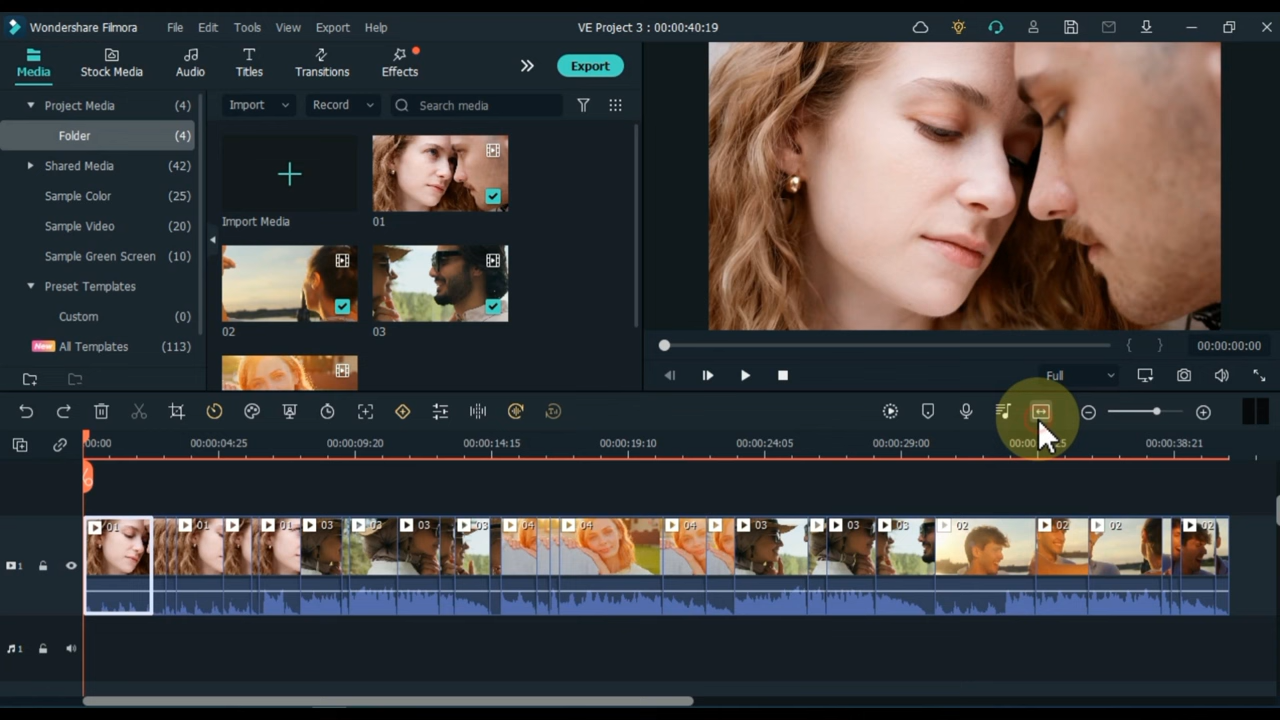 Wondershare Filmora File Edit Tools View Export Help VE Project 3 : 00:00:40:19
Media Stock Media Audio Titles Transitions Effects Export
Project Media (4)
Folder (4)
Shared Media (42)
Sample Color (25)
Sample Video (20)
Sample Green Screen (10)
Preset Templates
Custom (0)
New All Templates (113)
Import Record Search media
Import Media
01
02
03
00:00:00:00
Full
00:00 00:00:04:25 00:00:09:20 00:00:14:15 00:00:19:10 00:00:24:05 00:00:29:00 00:00:38:21
01 01 01 03 03 03 03 04 04 04 03 03 03 02 02 02 02
1
1